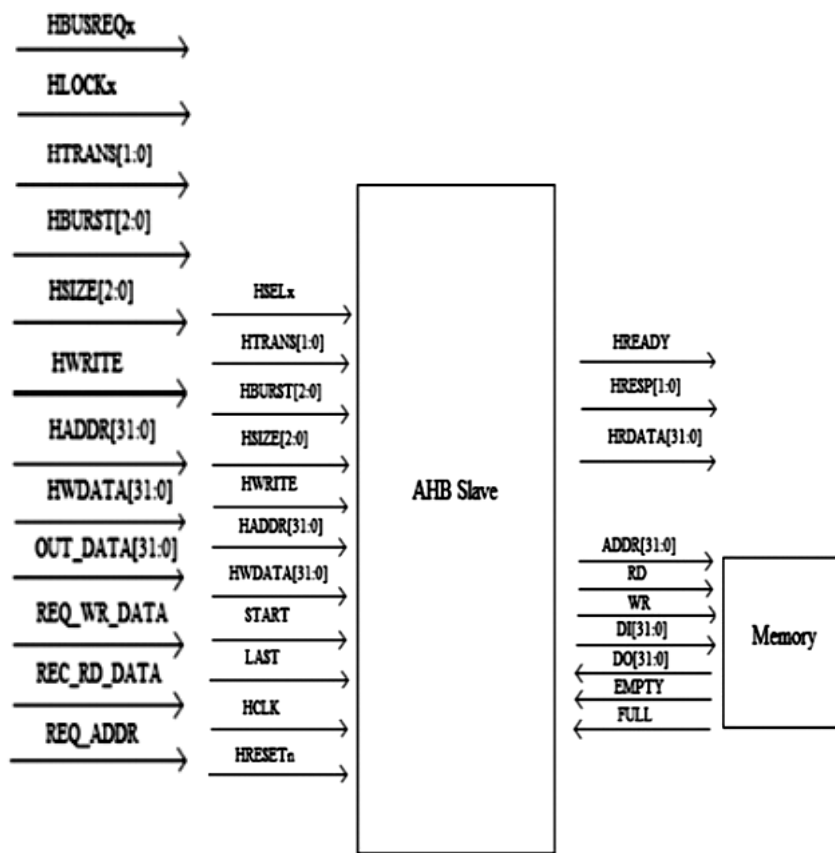 HBUSREQx
HLOCKx
HTRANS[1:0]
HBURST[2:0]
HSIZE[2:0]
HWRITE
HADDR[31:0]
HWDATA[31:0]
OUT_DATA[31:0]
REQ_WR_DATA
REC_RD_DATA
REQ_ADDR
HSELx
HTRANS[1:0]
HBURST[2:0]
HSIZE[2:0]
HWRITE
HADDR[31:0]
HWDATA[31:0]
START
LAST
HCLK
HRESETn
AHB Slave
HREADY
HRESP[1:0]
HRDATA[31:0]
ADDR[31:0]
RD
WR
DI[31:0]
DO[31:0]
EMPTY
FULL
Memory